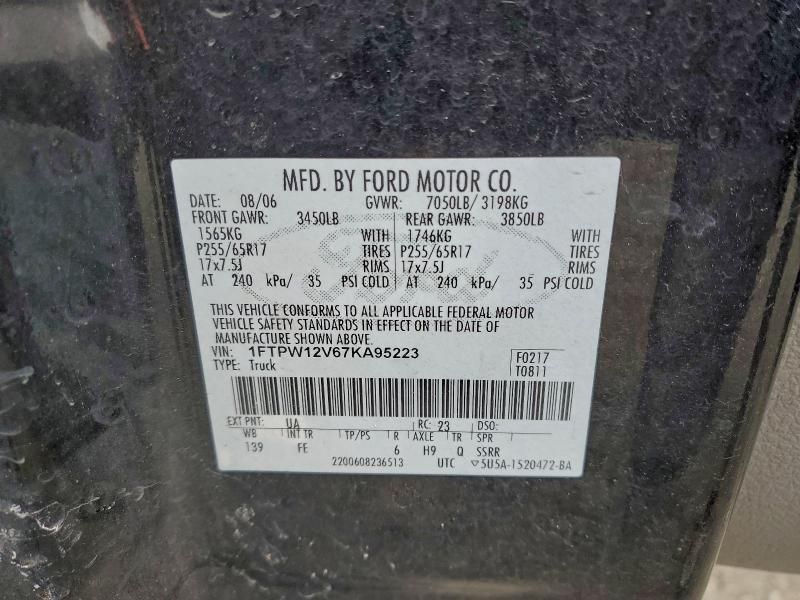 MFD. BY FORD MOTOR CO.
DATE: 08/06 GVWR: 7050LB/ 3198KG
FRONT GAWR: 3450LB REAR GAWR: 3850LB
1565KG WITH 1746KG WITH
P255/65R17 TIRES P255/65R17 TIRES
17x7.5J RIMS 17x7.5J RIMS
AT 240 kPa/ 35 PSI COLD AT 240 kPa/ 35 PSI COLD
THIS VEHICLE CONFORMS TO ALL APPLICABLE FEDERAL MOTOR
VEHICLE SAFETY STANDARDS IN EFFECT ON THE DATE OF
MANUFACTURE SHOWN ABOVE.
VIN: 1FTPW12V67KA95223 F0217
TYPE: Truck T0811
EXT PNT: UA RC: 23 DSO:
WB INT TR TP/PS R AXLE TR SPR
139 FE 6 H9 Q SSRR
2200608236513 UTC ▽5U5A-1520472-BA